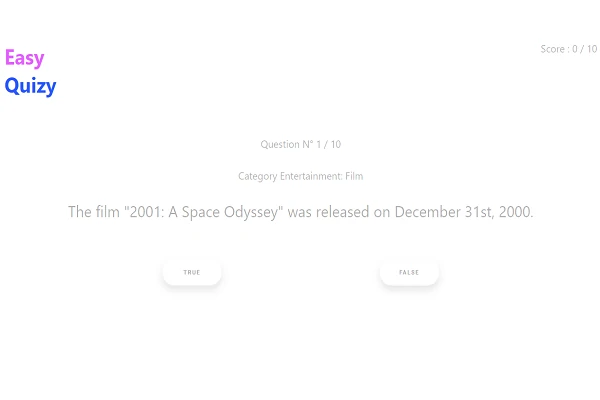 Easy
Quizy
Score : 0 / 10
Question N° 1 / 10
Category Entertainment: Film
The film "2001: A Space Odyssey" was released on December 31st, 2000.
TRUE
FALSE